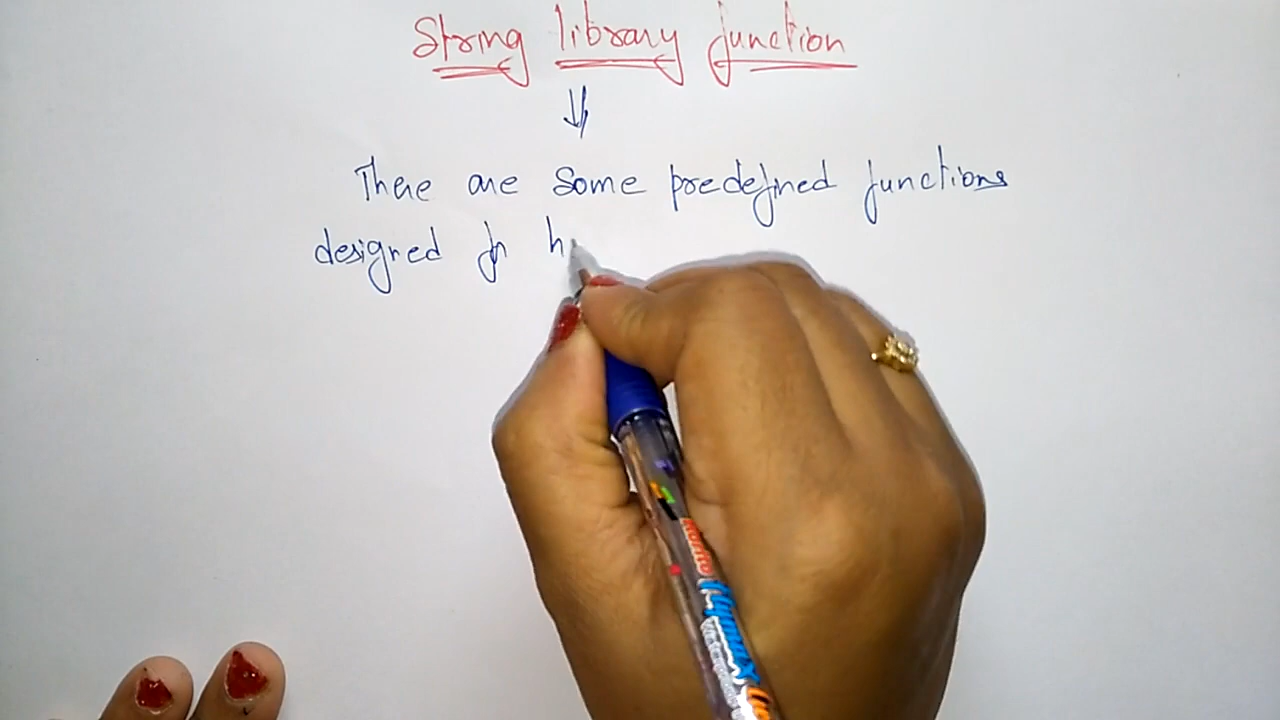 String library function
There are some predefined functions
designed for h